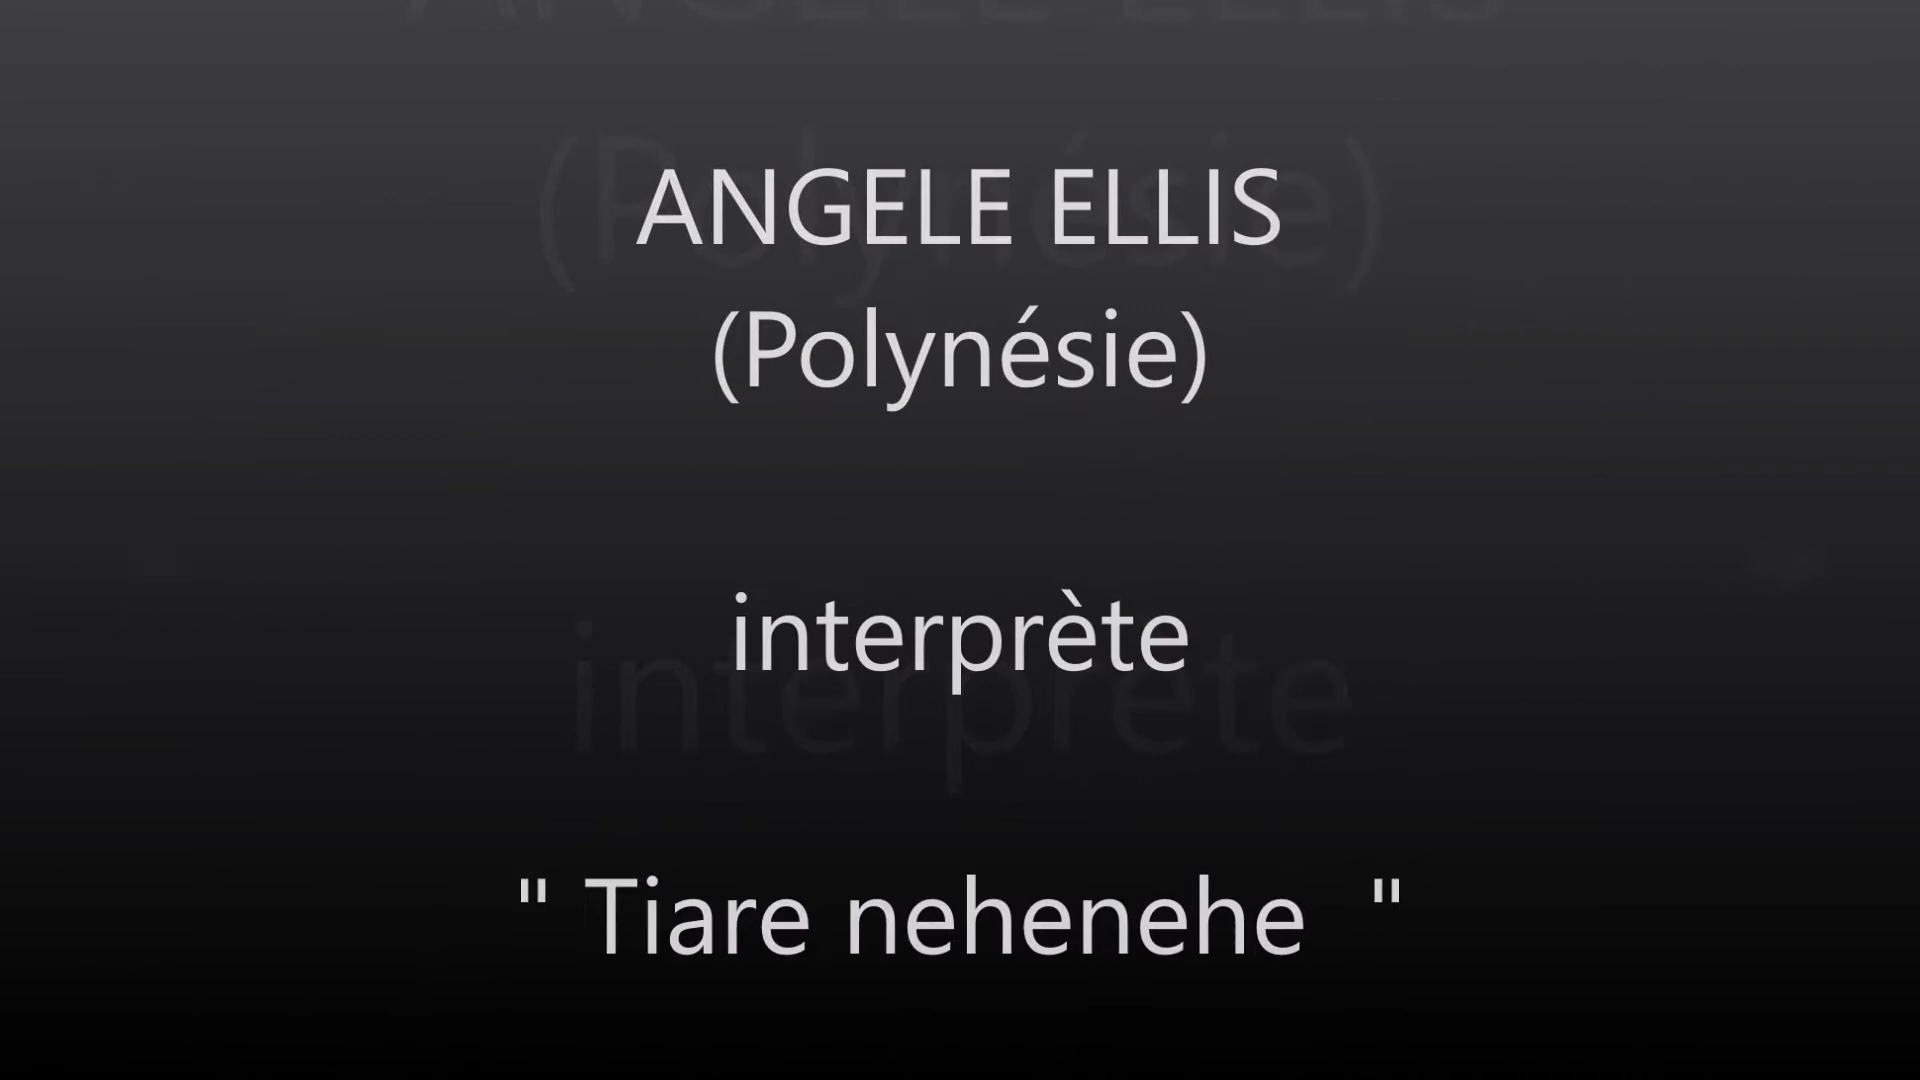 ANGELE ELLIS
(Polynésie)
interprète
" Tiare nehenehe "